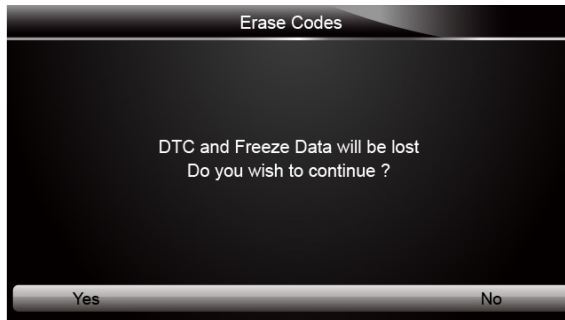 Erase Codes
DTC and Freeze Data will be lost
Do you wish to continue ?
Yes
No